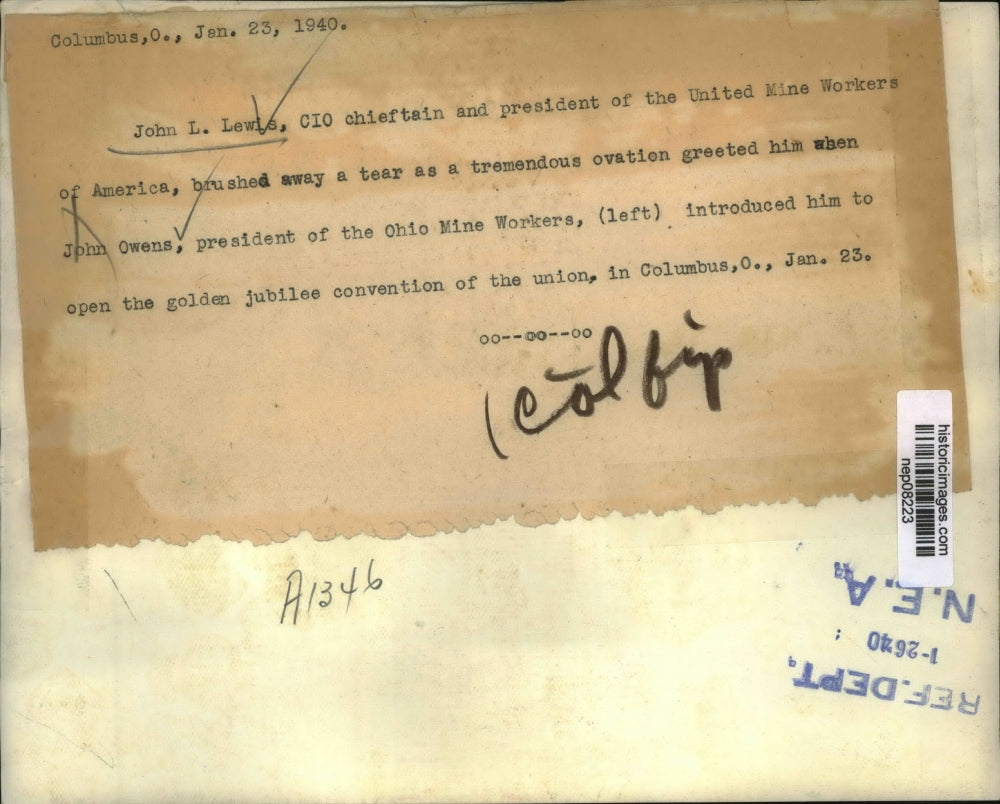 Columbus,O., Jan. 23, 1940.
John L. Lewis, CIO chieftain and president of the United Mine Workers
of America, brushed away a tear as a tremendous ovation greeted him when
John Owens, president of the Ohio Mine Workers, (left) introduced him to
open the golden jubilee convention of the union, in Columbus,O., Jan. 23.
oo--oo--oo
1 col
historicimages.com
nep08223
A1346
N.E.A.
1-2640
REF. DEPT.